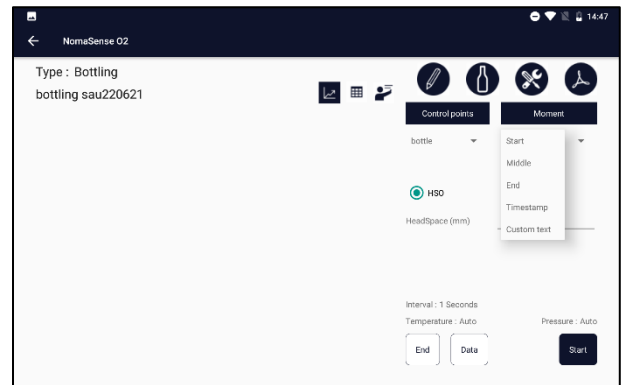 14:47
NomaSense O2
Type : Bottling
bottling sau220621
Control points
Moment
bottle
Start
Middle
End
Timestamp
Custom text
HS0
HeadSpace (mm)
Interval : 1 Seconds
Temperature : Auto
Pressure : Auto
End
Data
Start